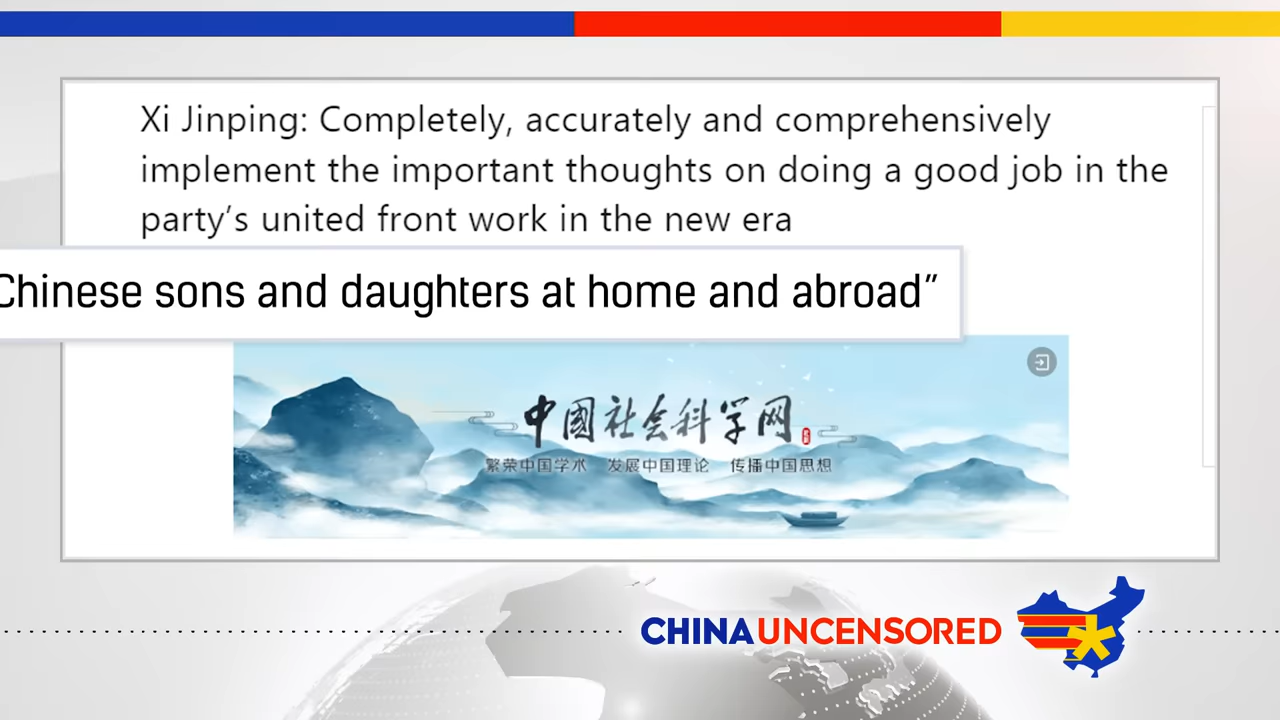 Xi Jinping: Completely, accurately and comprehensively
implement the important thoughts on doing a good job in the
party's united front work in the new era
Chinese sons and daughters at home and abroad”
中國社会科学网
繁荣中国学术 发展中国理论 传播中国思想
CHINAUNCENSORED